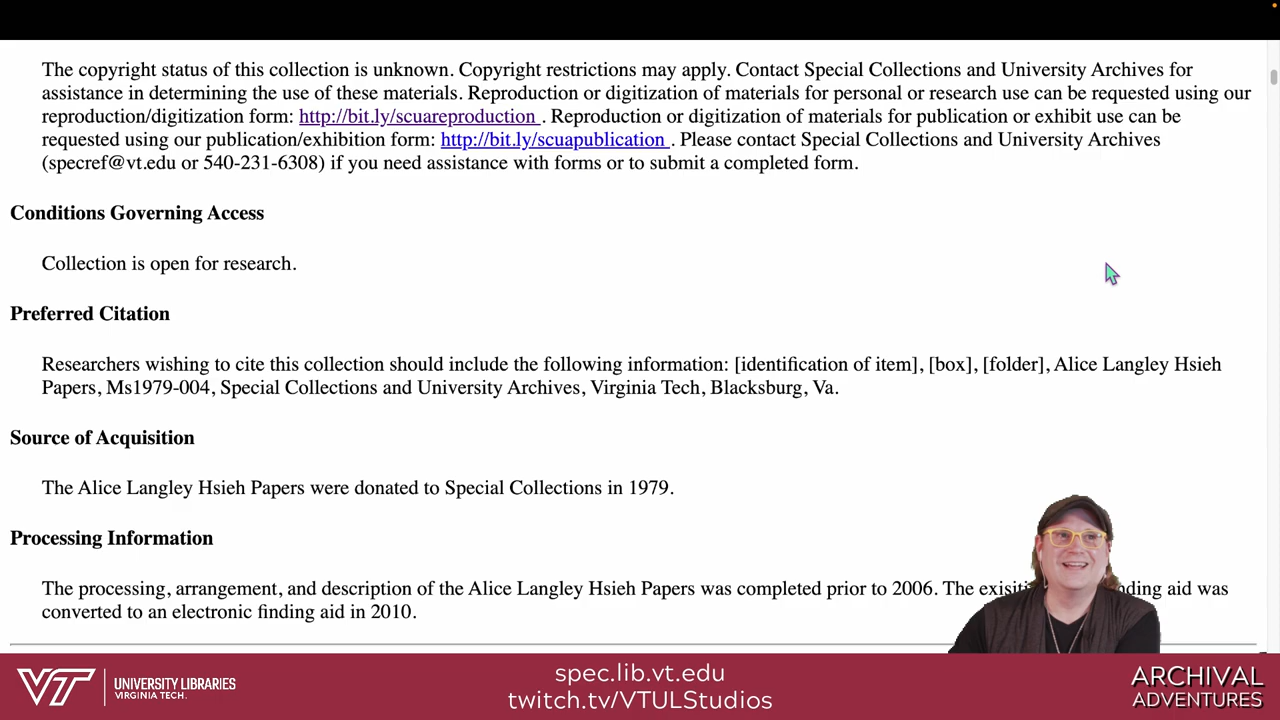 The copyright status of this collection is unknown. Copyright restrictions may apply. Contact Special Collections and University Archives for
assistance in determining the use of these materials. Reproduction or digitization of materials for personal or research use can be requested using our
reproduction/digitization form: http://bit.ly/scuareproduction . Reproduction or digitization of materials for publication or exhibit use can be
requested using our publication/exhibition form: http://bit.ly/scuapublication . Please contact Special Collections and University Archives
(specref@vt.edu or 540-231-6308) if you need assistance with forms or to submit a completed form.
Conditions Governing Access
Collection is open for research.
Preferred Citation
Researchers wishing to cite this collection should include the following information: [identification of item], [box], [folder], Alice Langley Hsieh
Papers, Ms1979-004, Special Collections and University Archives, Virginia Tech, Blacksburg, Va.
Source of Acquisition
The Alice Langley Hsieh Papers were donated to Special Collections in 1979.
Processing Information
The processing, arrangement, and description of the Alice Langley Hsieh Papers was completed prior to 2006. The aid was
converted to an electronic finding aid in 2010.
VT UNIVERSITY LIBRARIES
VIRGINIA TECH.
spec.lib.vt.edu
twitch.tv/VTULStudios
ARCHIVAL
ADVENTURES